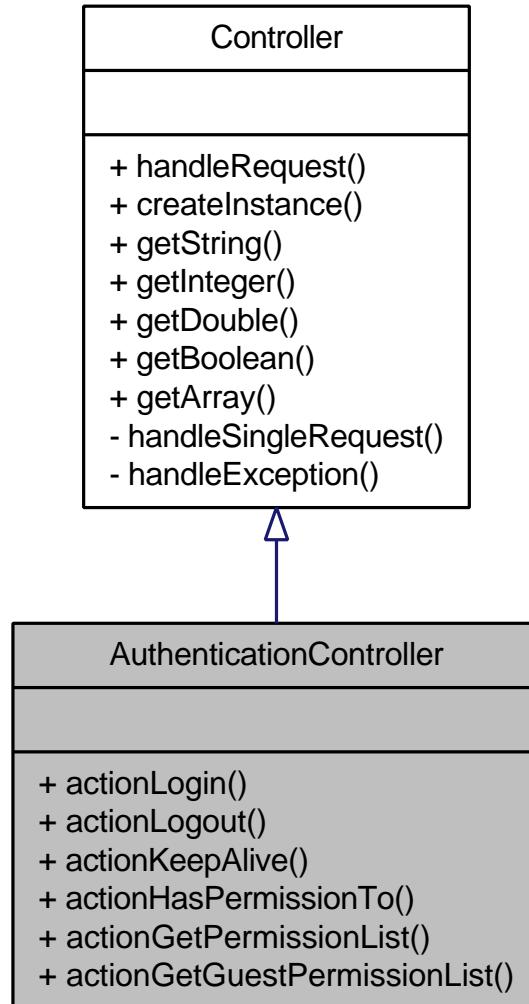 Controller
+ handleRequest()
+ createInstance()
+ getString()
+ getInteger()
+ getDouble()
+ getBoolean()
+ getArray()
- handleSingleRequest()
- handleException()
AuthenticationController
+ actionLogin()
+ actionLogout()
+ actionKeepAlive()
+ actionHasPermissionTo()
+ actionGetPermissionList()
+ actionGetGuestPermissionList()